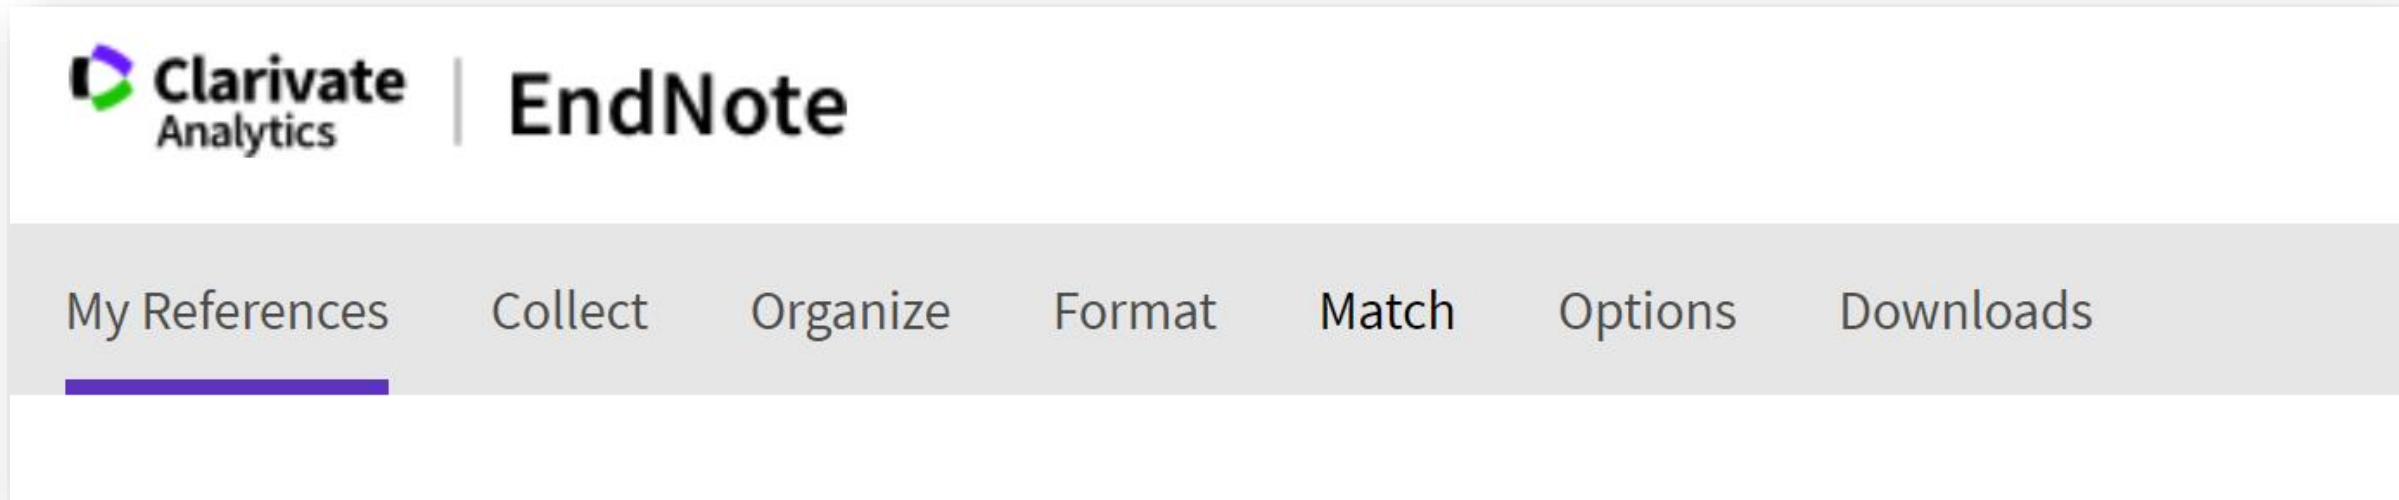 Clarivate
Analytics
EndNote
My References Collect Organize Format Match Options Downloads